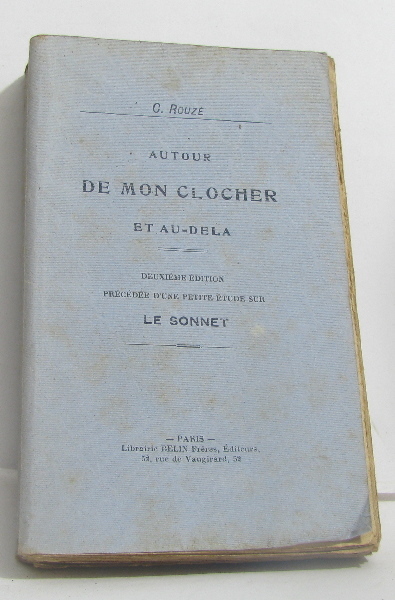 C. ROUZÉ
AUTOUR
DE MON CLOCHER
ET AU-DELA
DEUXIÈME ÉDITION
PRÉCÉDÉE D'UNE PETITE ÉTUDE SUR
LE SONNET
— PARIS —
Librairie BELIN Frères, Éditeurs,
52, rue de Vaugirard, 52